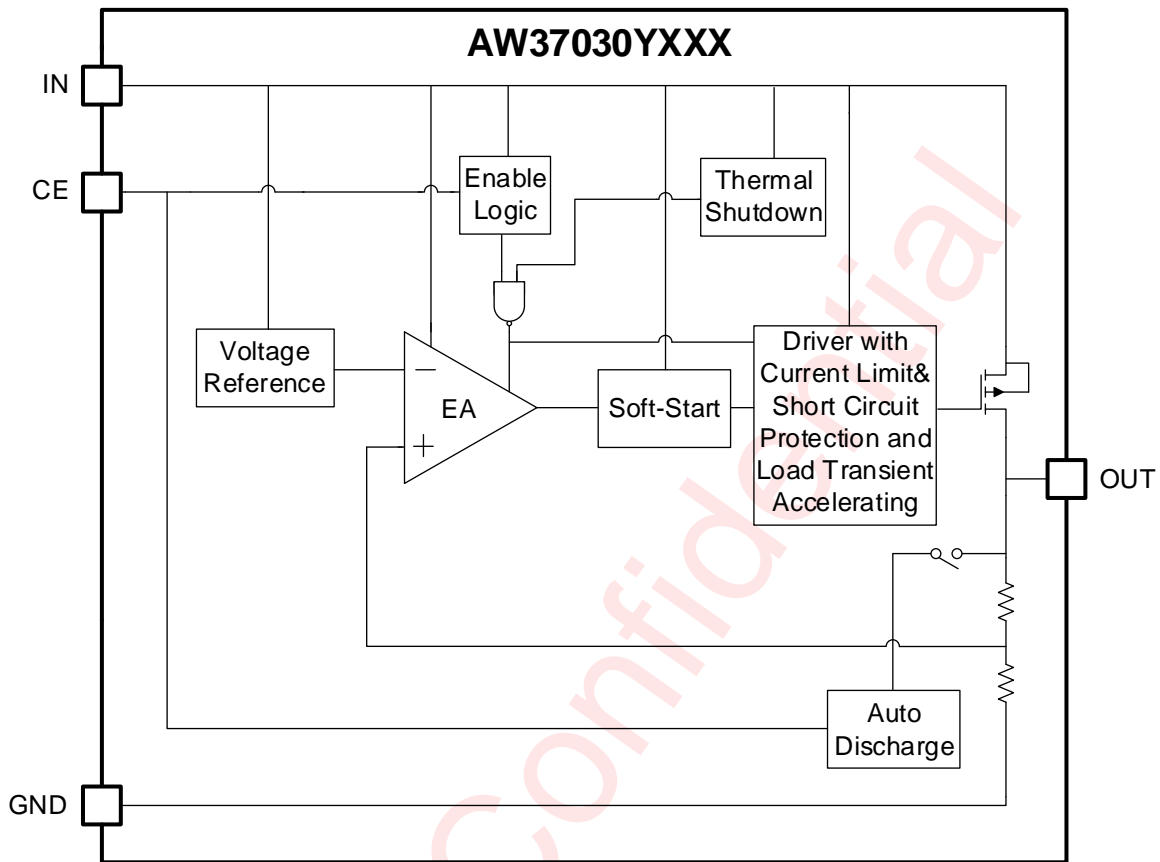 AW37030YXXX
IN
CE
Enable
Logic
Thermal
Shutdown
Voltage
Reference
−
EA
+
Soft-Start
Driver with
Current Limit&
Short Circuit
Protection and
Load Transient
Accelerating
OUT
Auto
Discharge
GND
Confidential